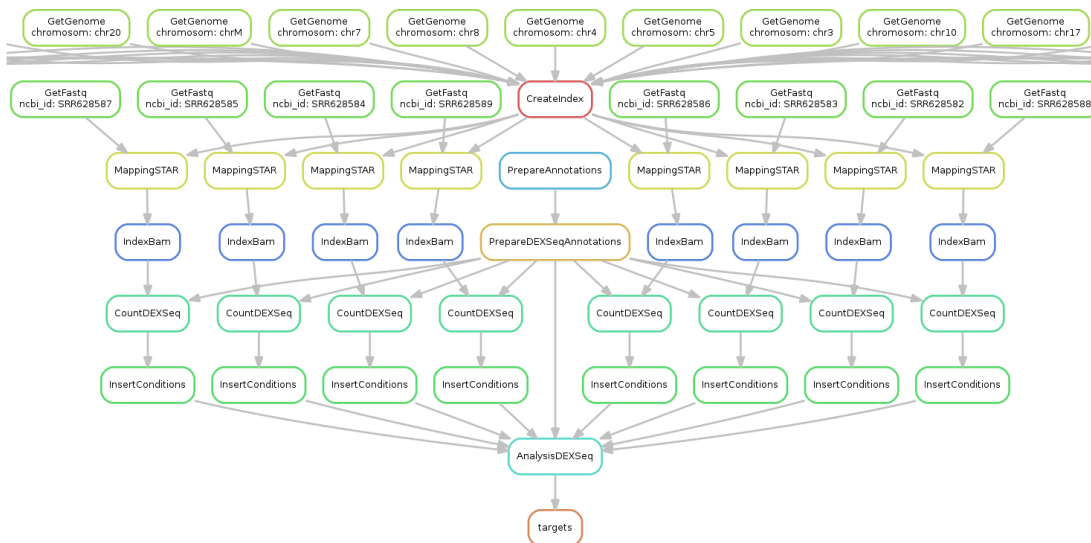 GetGenome
chromosom: chr20
GetGenome
chromosom: chrM
GetGenome
chromosom: chr7
GetGenome
chromosom: chr8
GetGenome
chromosom: chr4
GetGenome
chromosom: chr5
GetGenome
chromosom: chr3
GetGenome
chromosom: chr10
GetGenome
chromosom: chr17
GetFastq
ncbi_id: SRR628587
GetFastq
ncbi_id: SRR628585
GetFastq
ncbi_id: SRR628584
GetFastq
ncbi_id: SRR628589
CreateIndex
GetFastq
ncbi_id: SRR628586
GetFastq
ncbi_id: SRR628583
GetFastq
ncbi_id: SRR628582
GetFastq
ncbi_id: SRR628588
MappingSTAR
MappingSTAR
MappingSTAR
MappingSTAR
PrepareAnnotations
MappingSTAR
MappingSTAR
MappingSTAR
MappingSTAR
IndexBam
IndexBam
IndexBam
IndexBam
PrepareDEXSeqAnnotations
IndexBam
IndexBam
IndexBam
IndexBam
CountDEXSeq
CountDEXSeq
CountDEXSeq
CountDEXSeq
CountDEXSeq
CountDEXSeq
CountDEXSeq
CountDEXSeq
InsertConditions
InsertConditions
InsertConditions
InsertConditions
InsertConditions
InsertConditions
InsertConditions
InsertConditions
AnalysisDEXSeq
targets